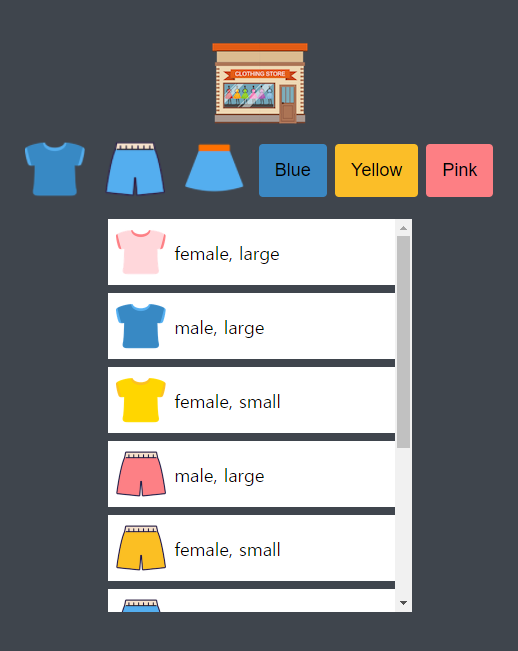 CLOTHING STORE
Blue
Yellow
Pink
female, large
male, large
female, small
male, large
female, small